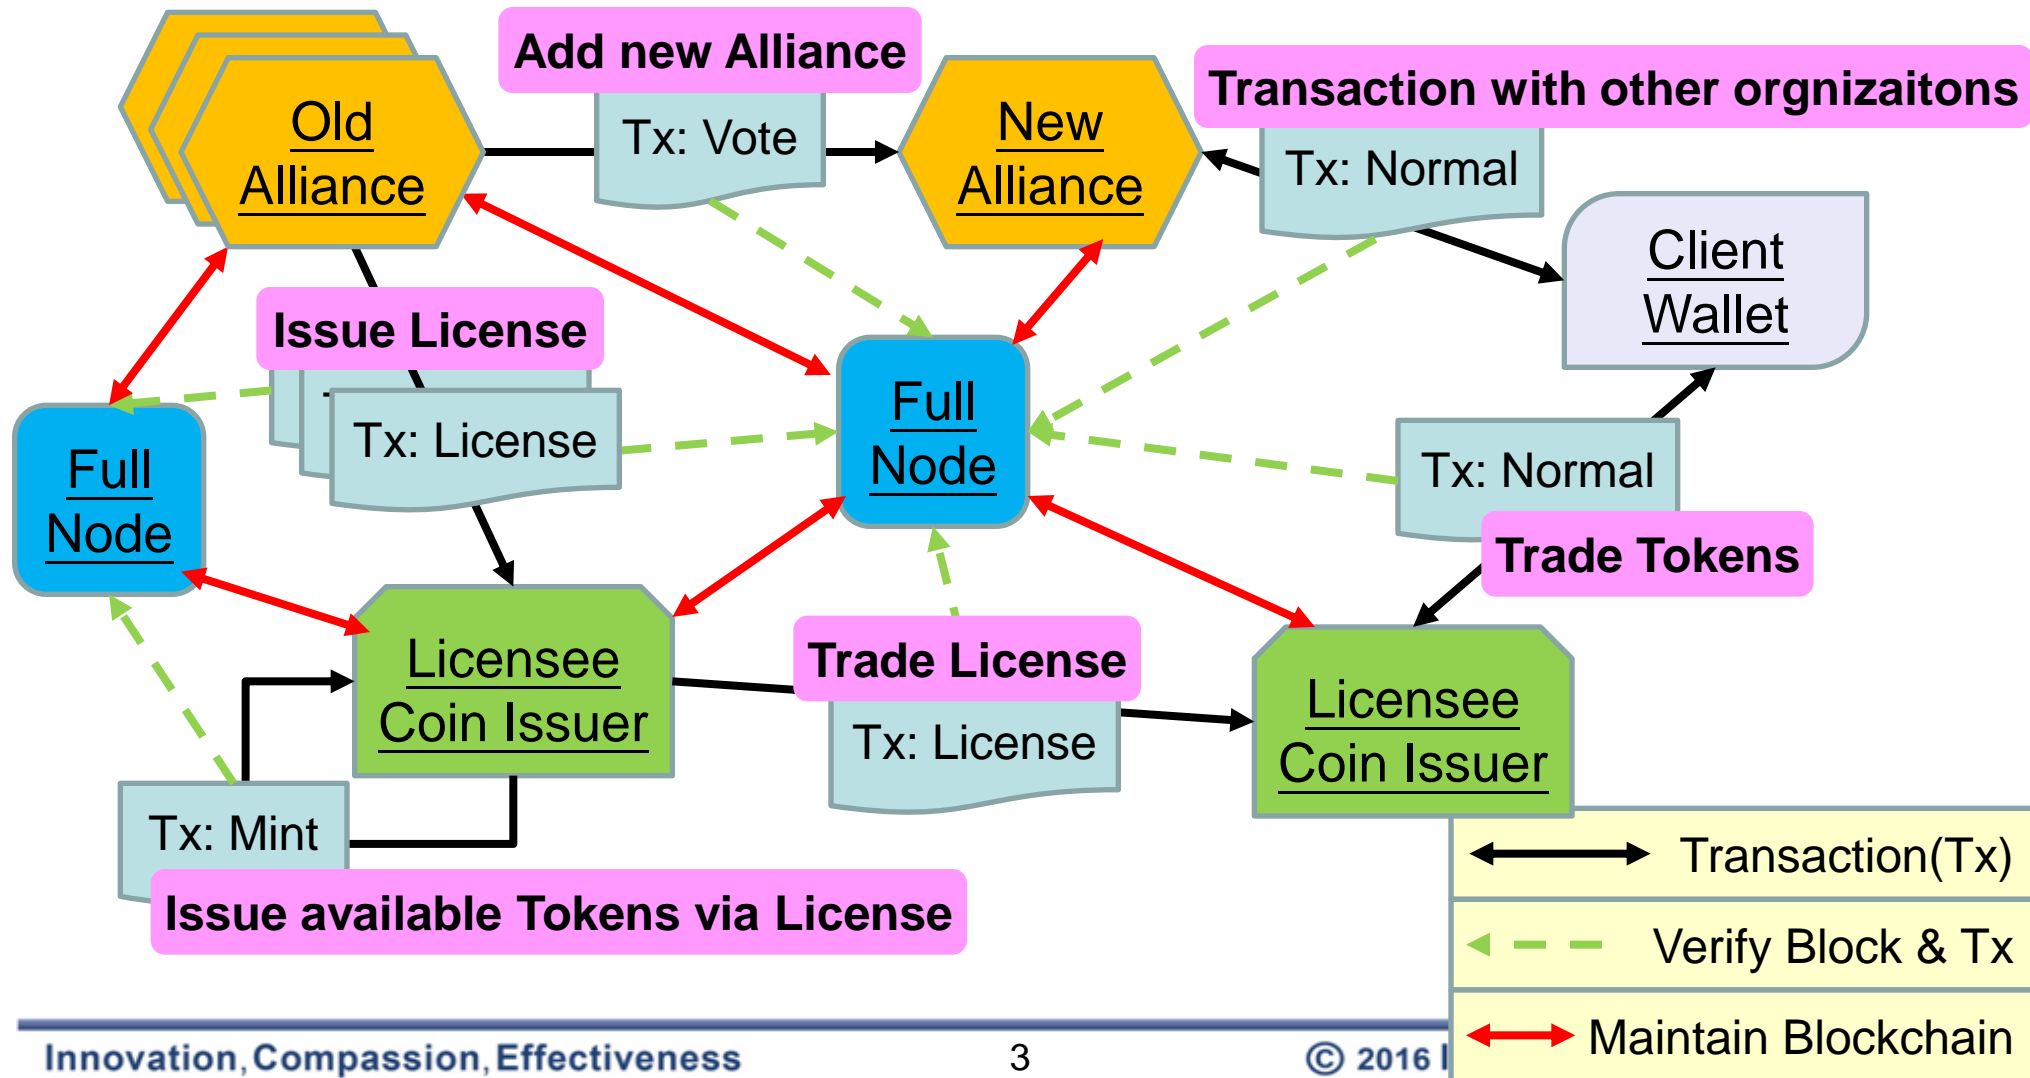 Add new Alliance
Transaction with other orgnizaitons
Old
Alliance
Tx: Vote
New
Alliance
Tx: Normal
Client
Wallet
Issue License
Tx: License
Full
Node
Full
Node
Tx: Normal
Trade Tokens
Licensee
Coin Issuer
Trade License
Tx: License
Licensee
Coin Issuer
Tx: Mint
Issue available Tokens via License
Transaction(Tx)
Verify Block & Tx
Maintain Blockchain
Innovation, Compassion, Effectiveness
3
© 2016